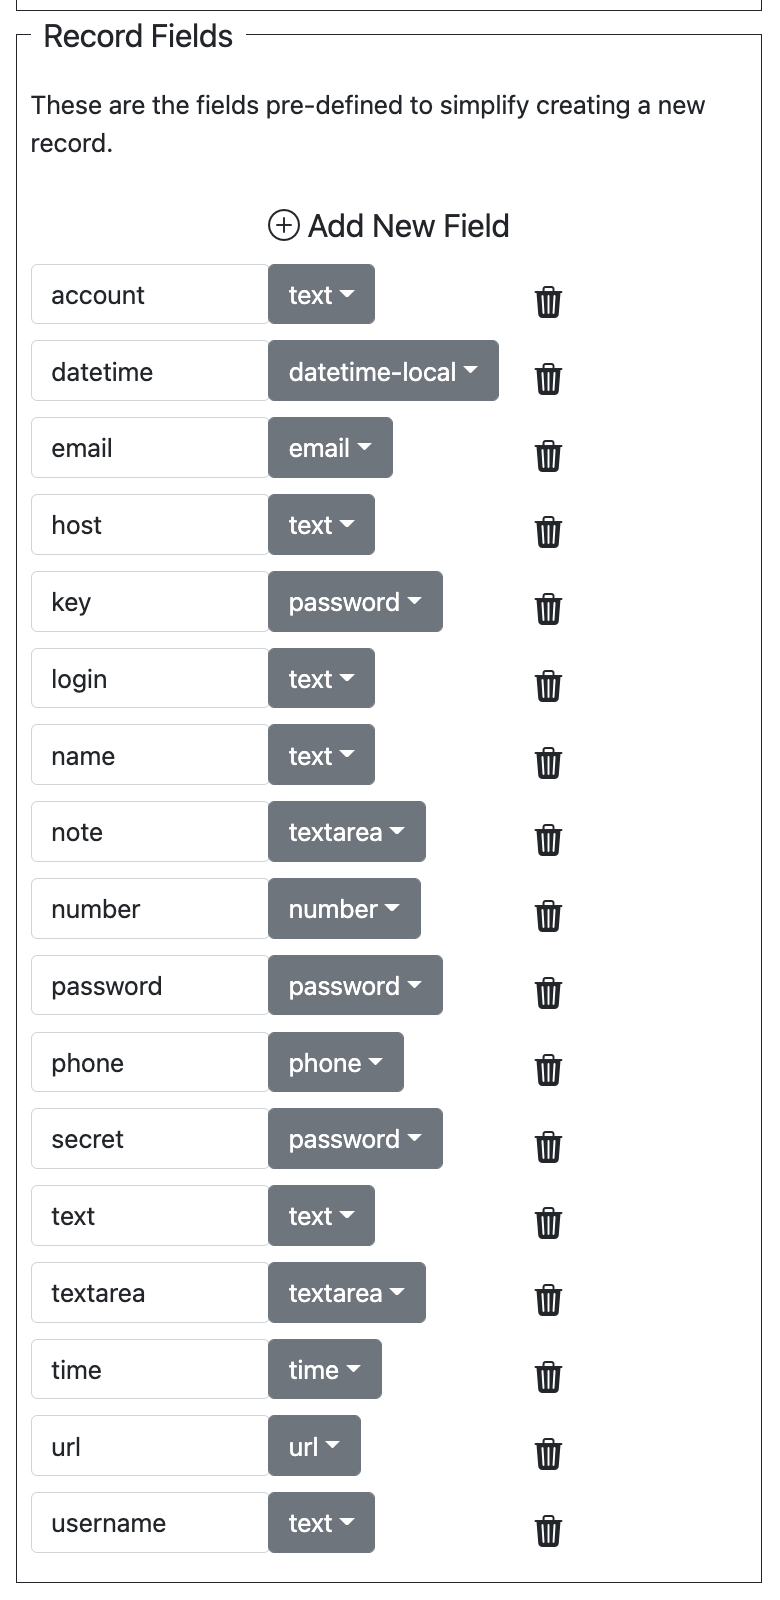 Record Fields
These are the fields pre-defined to simplify creating a new
record.
Add New Field
account text
datetime datetime-local
email email
host text
key password
login text
name text
note textarea
number number
password password
phone phone
secret password
text text
textarea textarea
time time
url url
username text